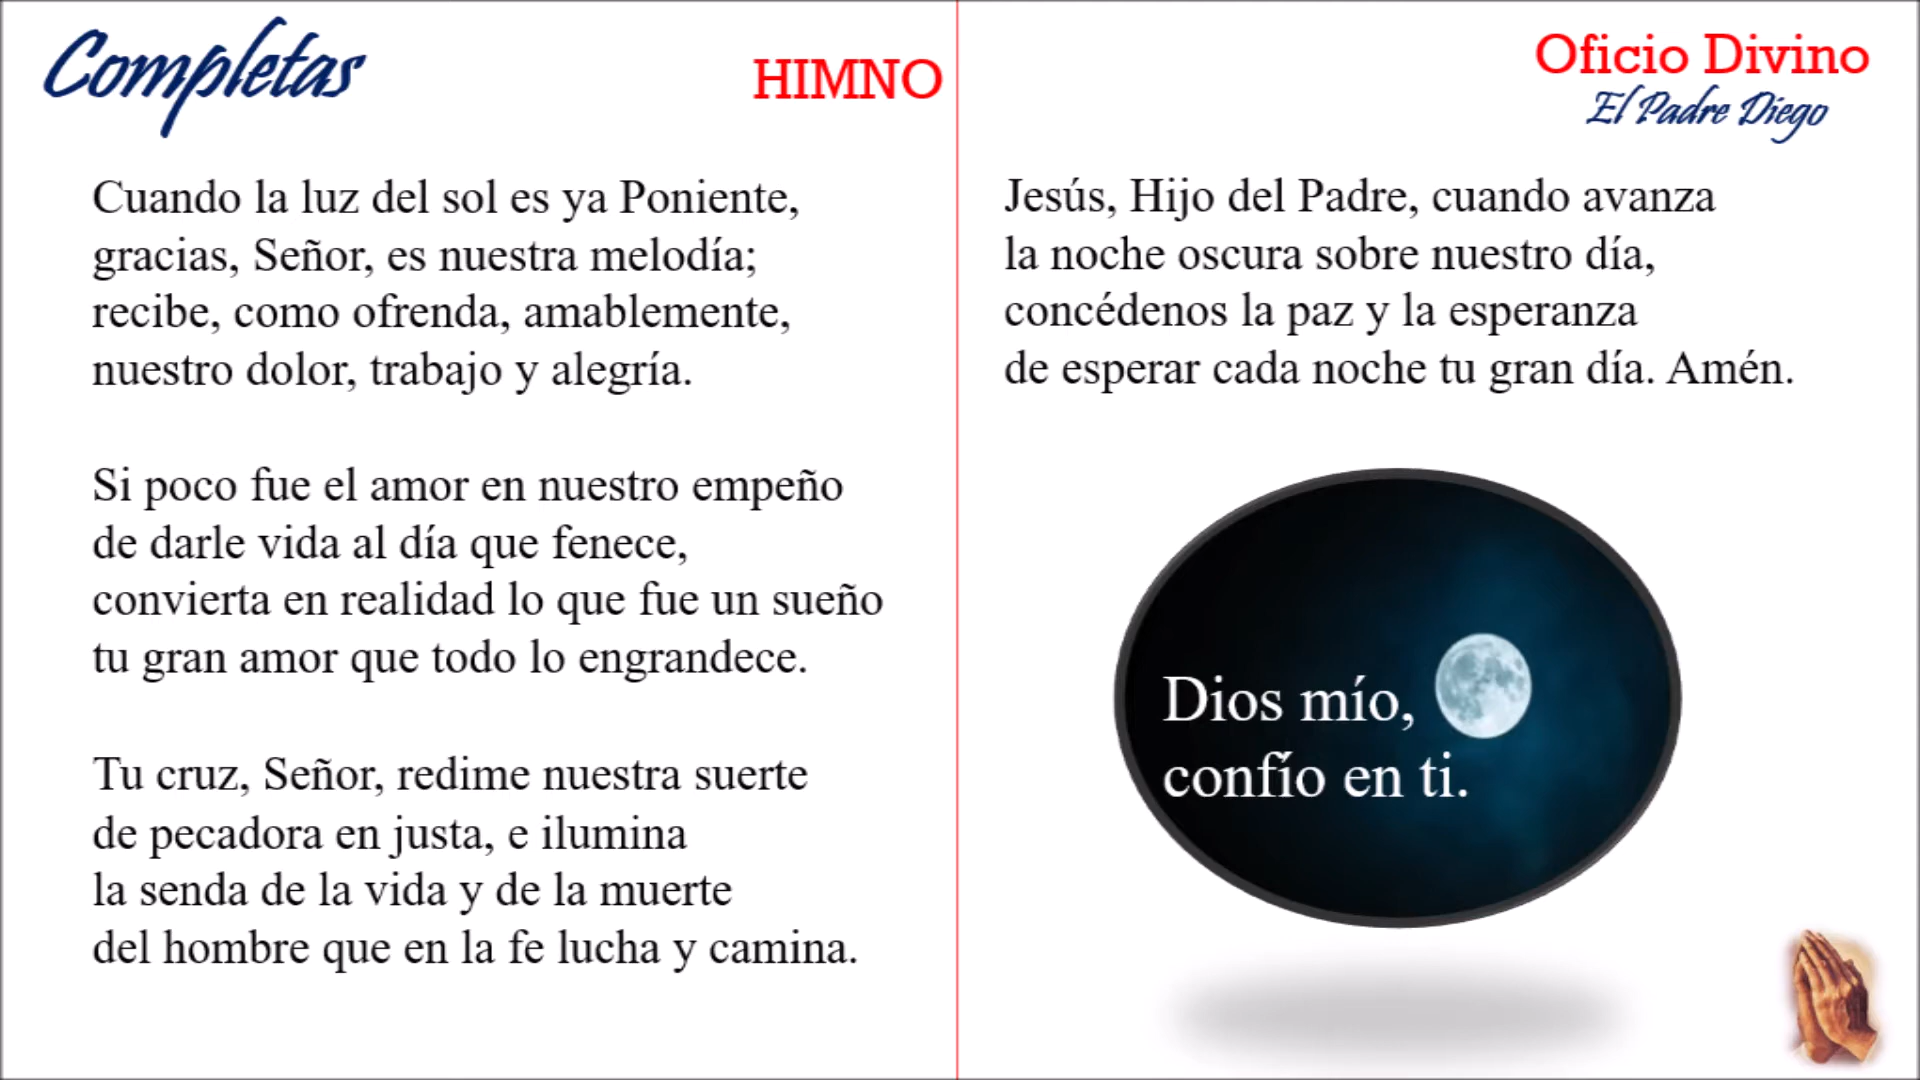 Completas
HIMNO
Cuando la luz del sol es ya Poniente,
gracias, Señor, es nuestra melodía;
recibe, como ofrenda, amablemente,
nuestro dolor, trabajo y alegría.
Si poco fue el amor en nuestro empeño
de darle vida al día que fenece,
convierta en realidad lo que fue un sueño
tu gran amor que todo lo engrandece.
Tu cruz, Señor, redime nuestra suerte
de pecadora en justa, e ilumina
la senda de la vida y de la muerte
del hombre que en la fe lucha y camina.
Oficio Divino
El Padre Diego
Jesús, Hijo del Padre, cuando avanza
la noche oscura sobre nuestro día,
concédenos la paz y la esperanza
de esperar cada noche tu gran día. Amén.
Dios mío,
confío en ti.